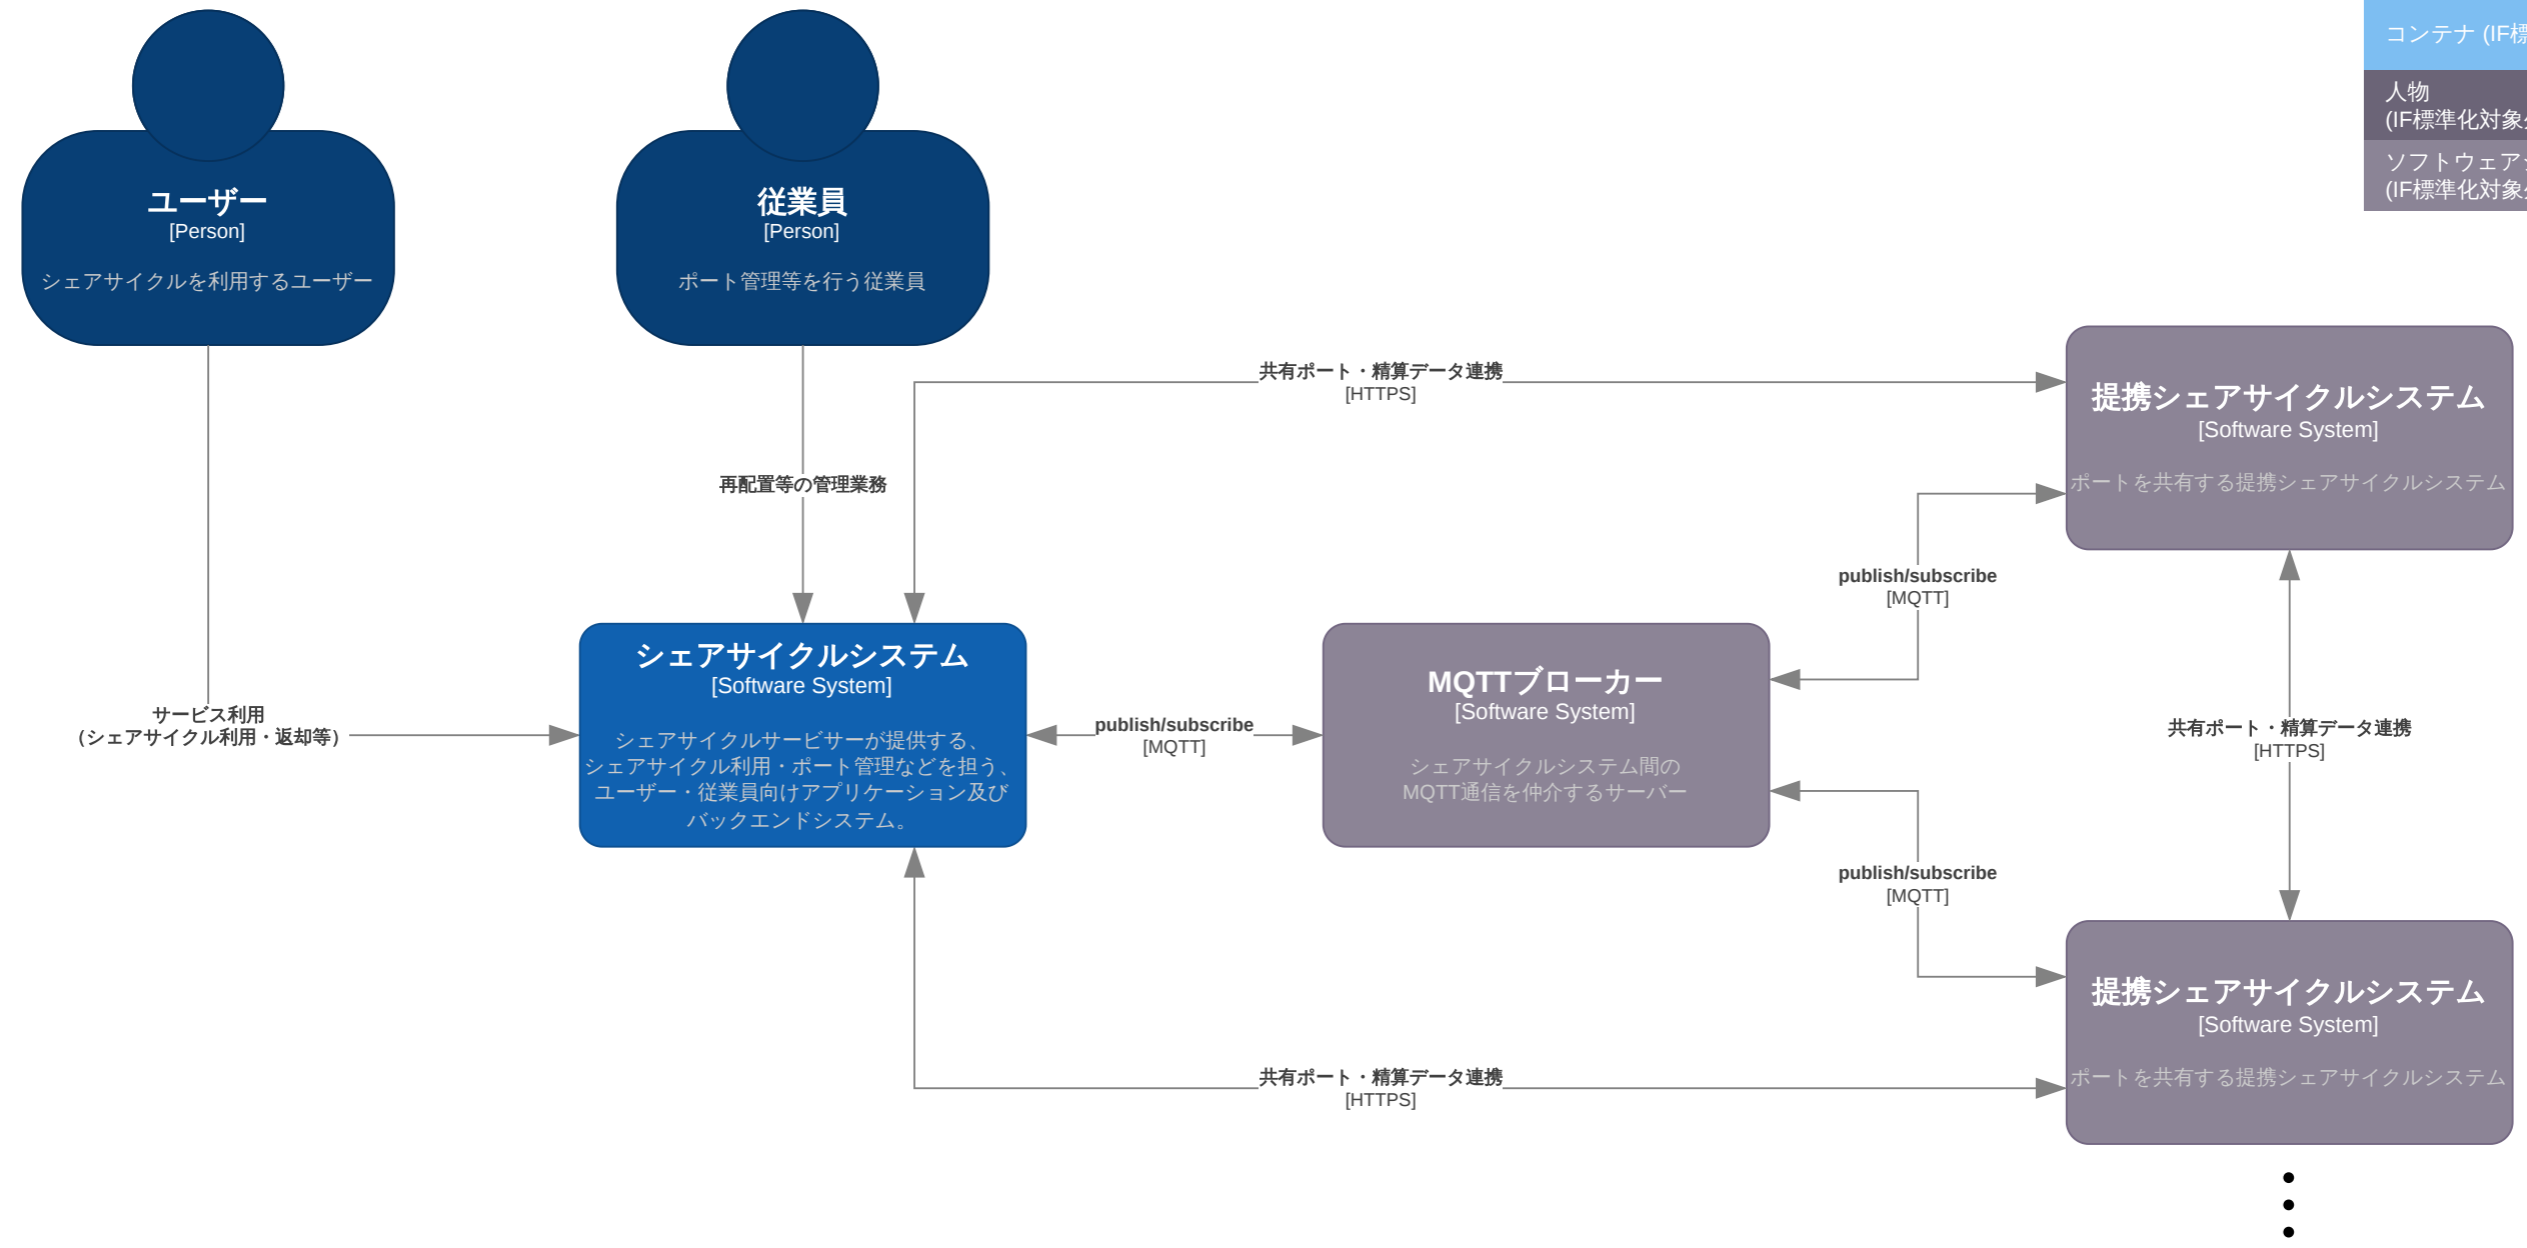 コンテナ (IF標
人物
(IF標準化対象
ソフトウェア
(IF標準化対象
ユーザー
[Person]
シェアサイクルを利用するユーザー
従業員
[Person]
ポート管理等を行う従業員
共有ポート・精算データ連携
[HTTPS]
提携シェアサイクルシステム
[Software System]
ポートを共有する提携シェアサイクルシステム
再配置等の管理業務
publish/subscribe
[MQTT]
サービス利用
（シェアサイクル利用・返却等）
シェアサイクルシステム
[Software System]
シェアサイクルサービサーが提供する、
シェアサイクル利用・ポート管理などを担う、
ユーザー・従業員向けアプリケーション及び
バックエンドシステム。
publish/subscribe
[MQTT]
MQTTブローカー
[Software System]
シェアサイクルシステム間の
MQTT通信を仲介するサーバー
共有ポート・精算データ連携
[HTTPS]
publish/subscribe
[MQTT]
提携シェアサイクルシステム
[Software System]
ポートを共有する提携シェアサイクルシステム
共有ポート・精算データ連携
[HTTPS]